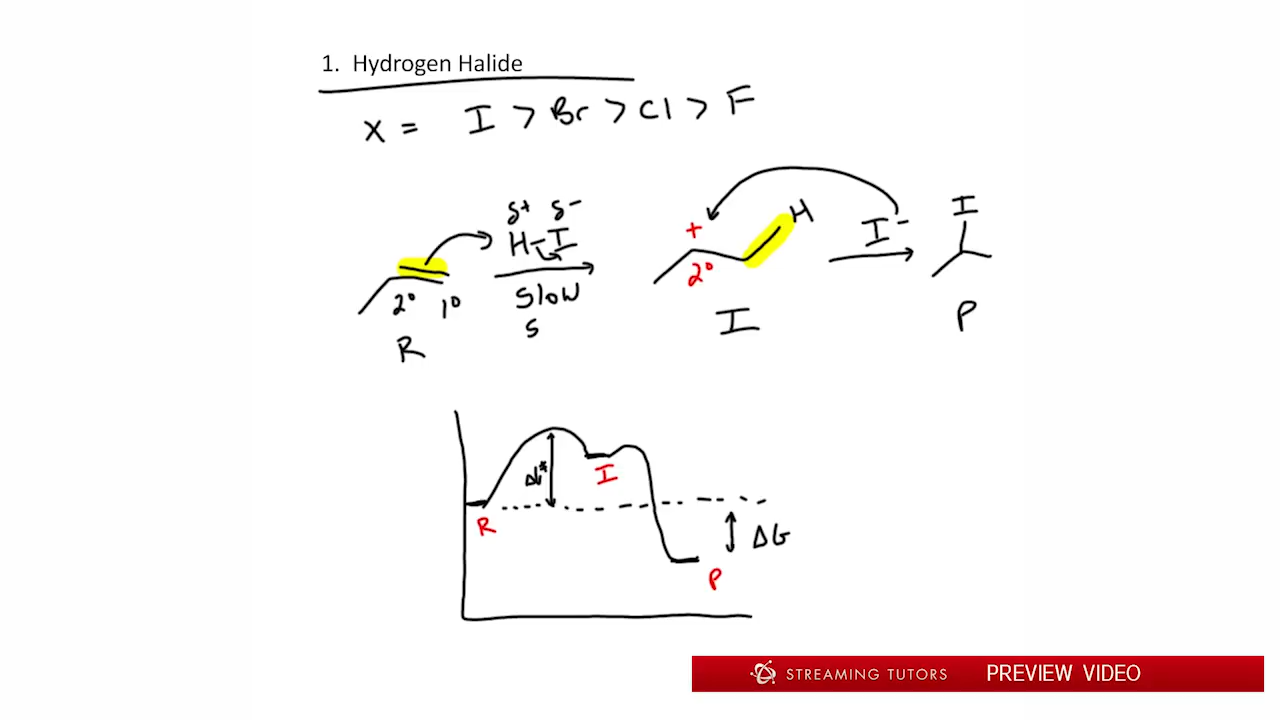 1. Hydrogen Halide
X = I > Br > Cl > F
δ+ δ-
H-I
Slow
S
2° 1°
R
+
H
2°
I
I-
I
P
ΔG*
I
R
ΔG
P
STREAMING TUTORS PREVIEW VIDEO